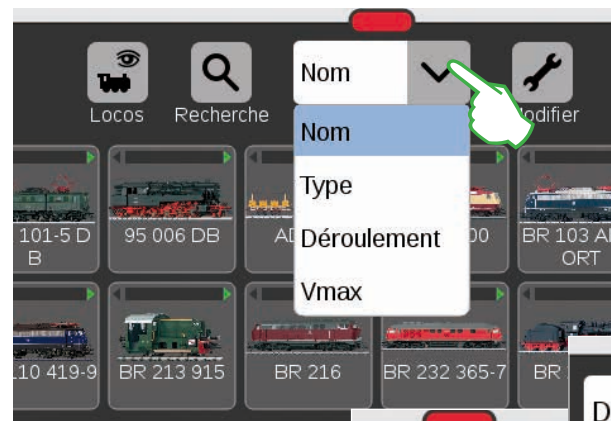 Nom
Locos Recherche odifier
Nom
Type
Déroulement
Vmax
101-5 D
B
95 006 DB
00
BR 103 A
ORT
110 419-9
BR 213 915
BR 216
BR 232 365-7
BR
D